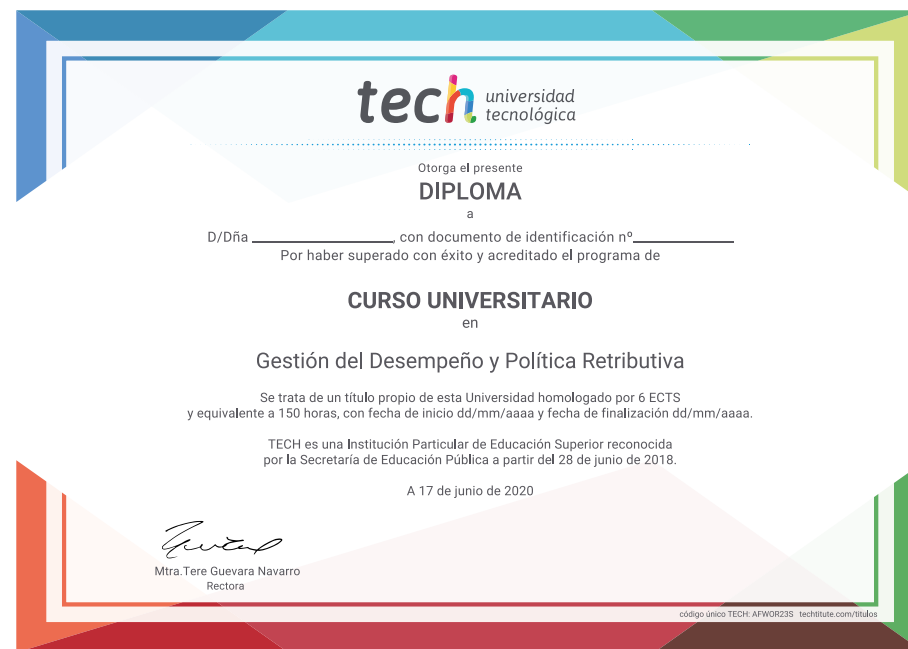 tech universidad
tecnológica
Otorga el presente
DIPLOMA
a
D/Dña ____________________, con documento de identificación nº______________
Por haber superado con éxito y acreditado el programa de
CURSO UNIVERSITARIO
en
Gestión del Desempeño y Política Retributiva
Se trata de un título propio de esta Universidad homologado por 6 ECTS
y equivalente a 150 horas, con fecha de inicio dd/mm/aaaa y fecha de finalización dd/mm/aaaa.
TECH es una Institución Particular de Educación Superior reconocida
por la Secretaría de Educación Pública a partir del 28 de junio de 2018.
A 17 de junio de 2020
Mtra.Tere Guevara Navarro
Rectora
código único TECH: AFWOR23S techtitute.com/titulos